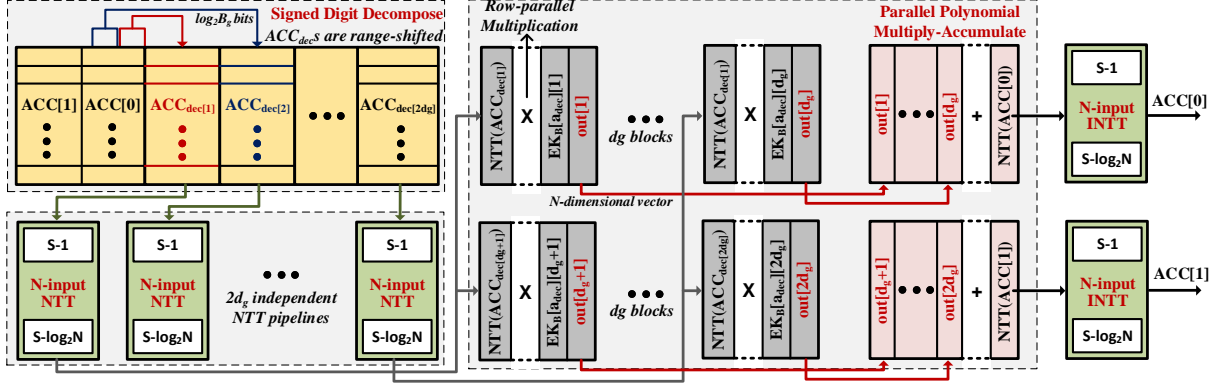 Signed Digit Decompose
log₂B_g bits
ACC_decs are range-shifted
ACC[1]
ACC[0]
ACC_dec[1]
ACC_dec[2]
ACC_dec[2dg]
S-1
N-input
NTT
S-log₂N
S-1
N-input
NTT
S-log₂N
2d_g independent
NTT pipelines
S-1
N-input
NTT
S-log₂N
Row-parallel
Multiplication
NTT(ACC_dec[1])
X
EK_B[a_dec][1]
out[1]
dg blocks
NTT(ACC_dec[1])
X
EK_B[a_dec][d_g]
out[d_g]
N-dimensional vector
NTT(ACC_dec[dg+1])
X
EK_B[a_dec][d_g+1]
out[d_g+1]
dg blocks
NTT(ACC_dec[2dg])
X
EK_B[a_dec][2d_g]
out[2d_g]
Parallel Polynomial
Multiply-Accumulate
out[1]
out[d_g]
+
NTT(ACC[0])
out[d_g+1]
out[2d_g]
+
NTT(ACC[1])
S-1
N-input
INTT
S-log₂N
ACC[0]
S-1
N-input
INTT
S-log₂N
ACC[1]